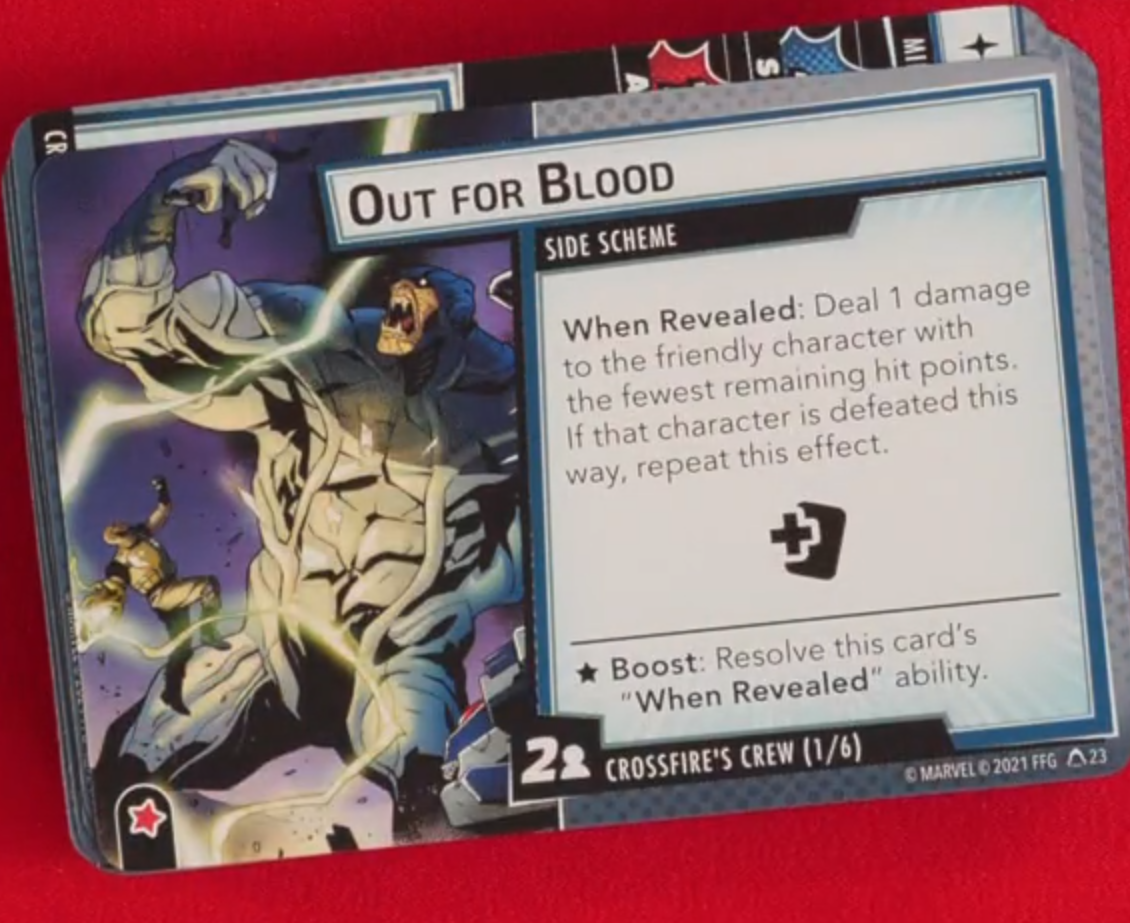 CR
A
S
MI
OUT FOR BLOOD
SIDE SCHEME
When Revealed: Deal 1 damage
to the friendly character with
the fewest remaining hit points.
If that character is defeated this
way, repeat this effect.
★ Boost: Resolve this card's
"When Revealed" ability.
2
CROSSFIRE'S CREW (1/6)
© MARVEL © 2021 FFG 23